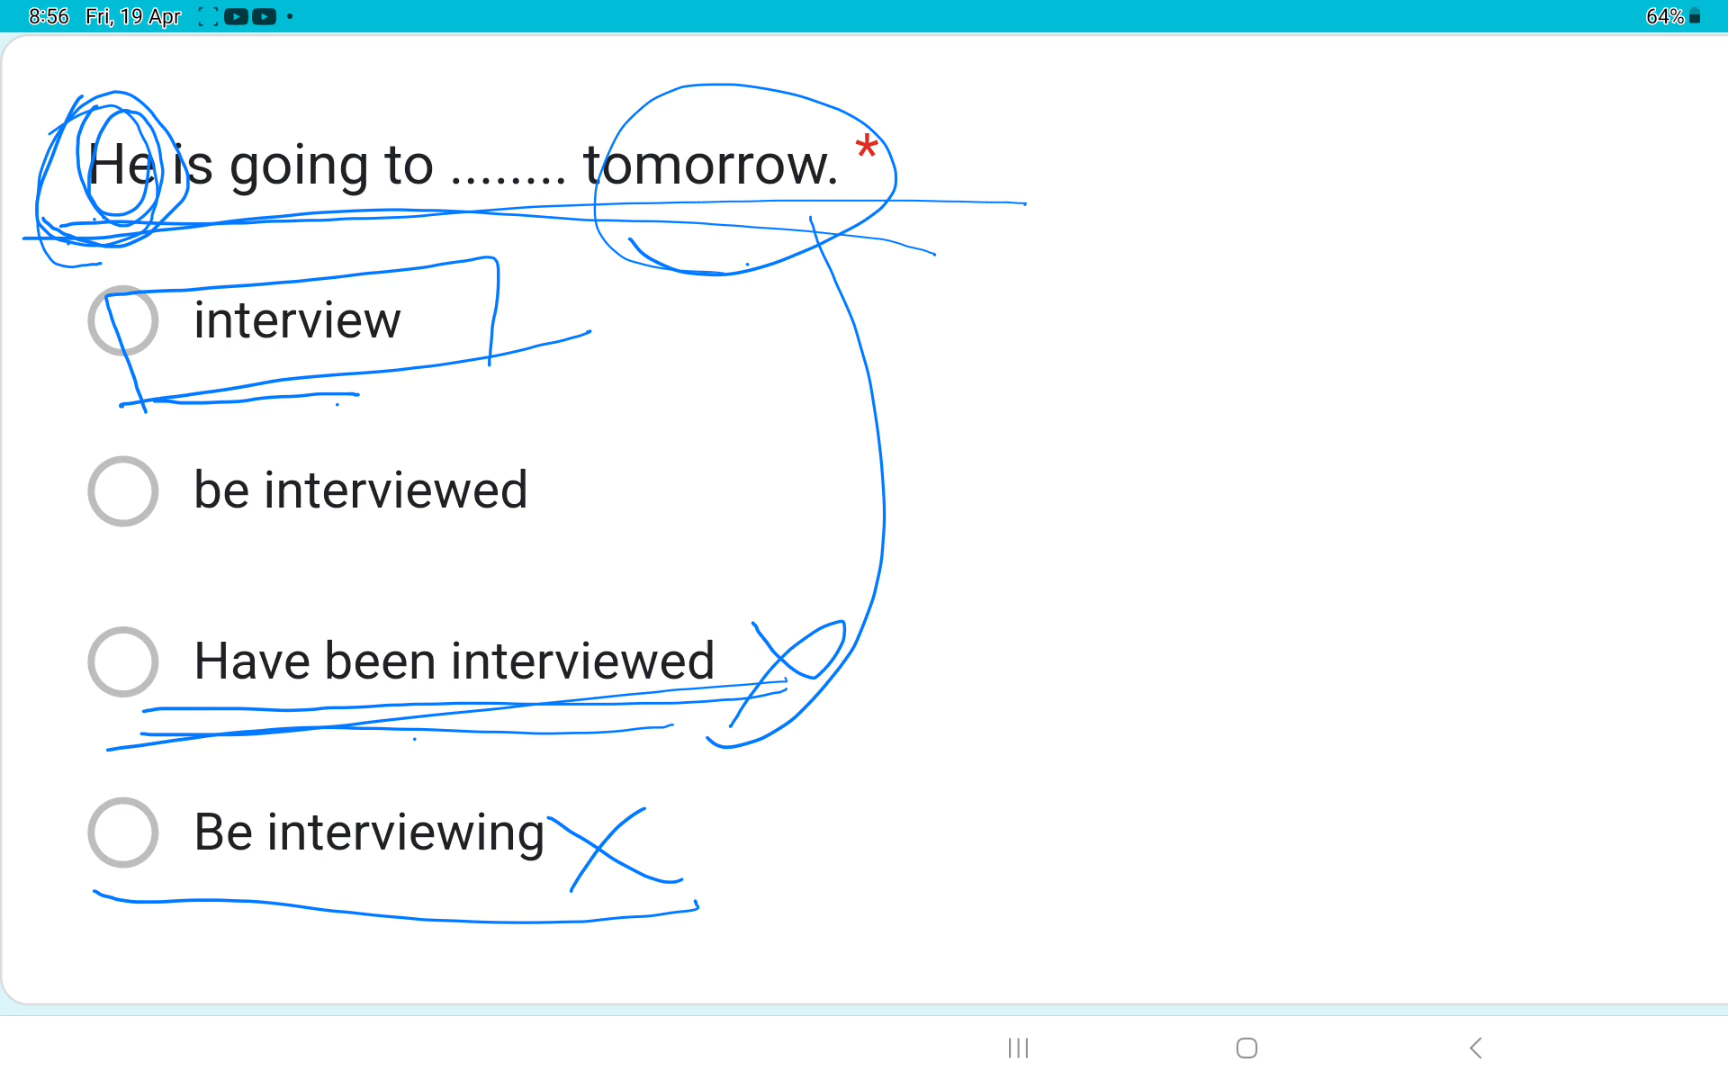 8:56 Fri, 19 Apr
64%
He is going to ........ tomorrow. *
interview
be interviewed
Have been interviewed
Be interviewing